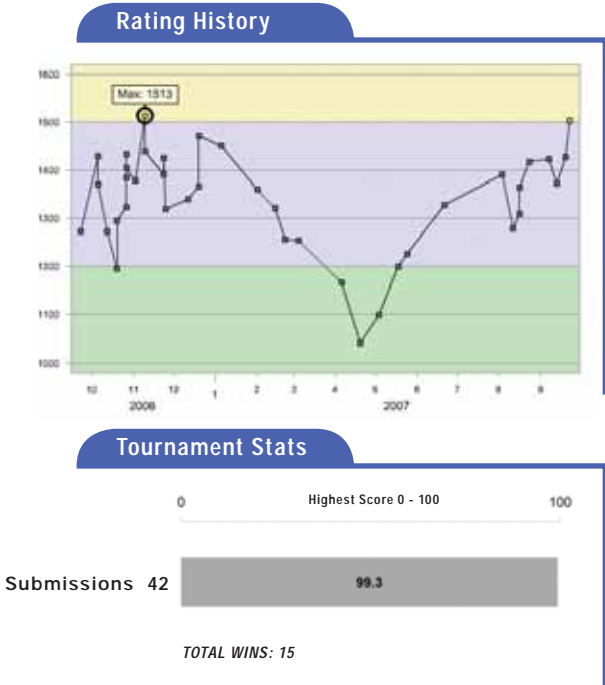 Rating History
1600
Max: 1513
1500
1400
1300
1200
1100
1000
10 11 12 1 2 3 4 5 6 7 8 9
2006 2007
Tournament Stats
0 Highest Score 0 - 100 100
Submissions 42 99.3
TOTAL WINS: 15